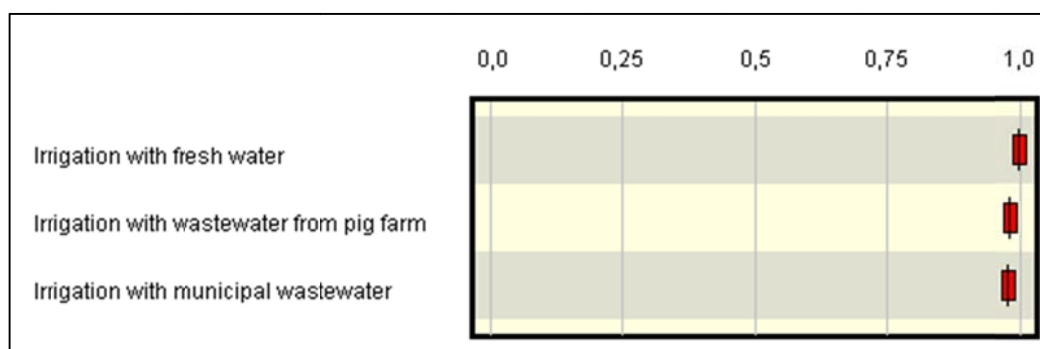 0,0 0,25 0,5 0,75 1,0
Irrigation with fresh water
Irrigation with wastewater from pig farm
Irrigation with municipal wastewater